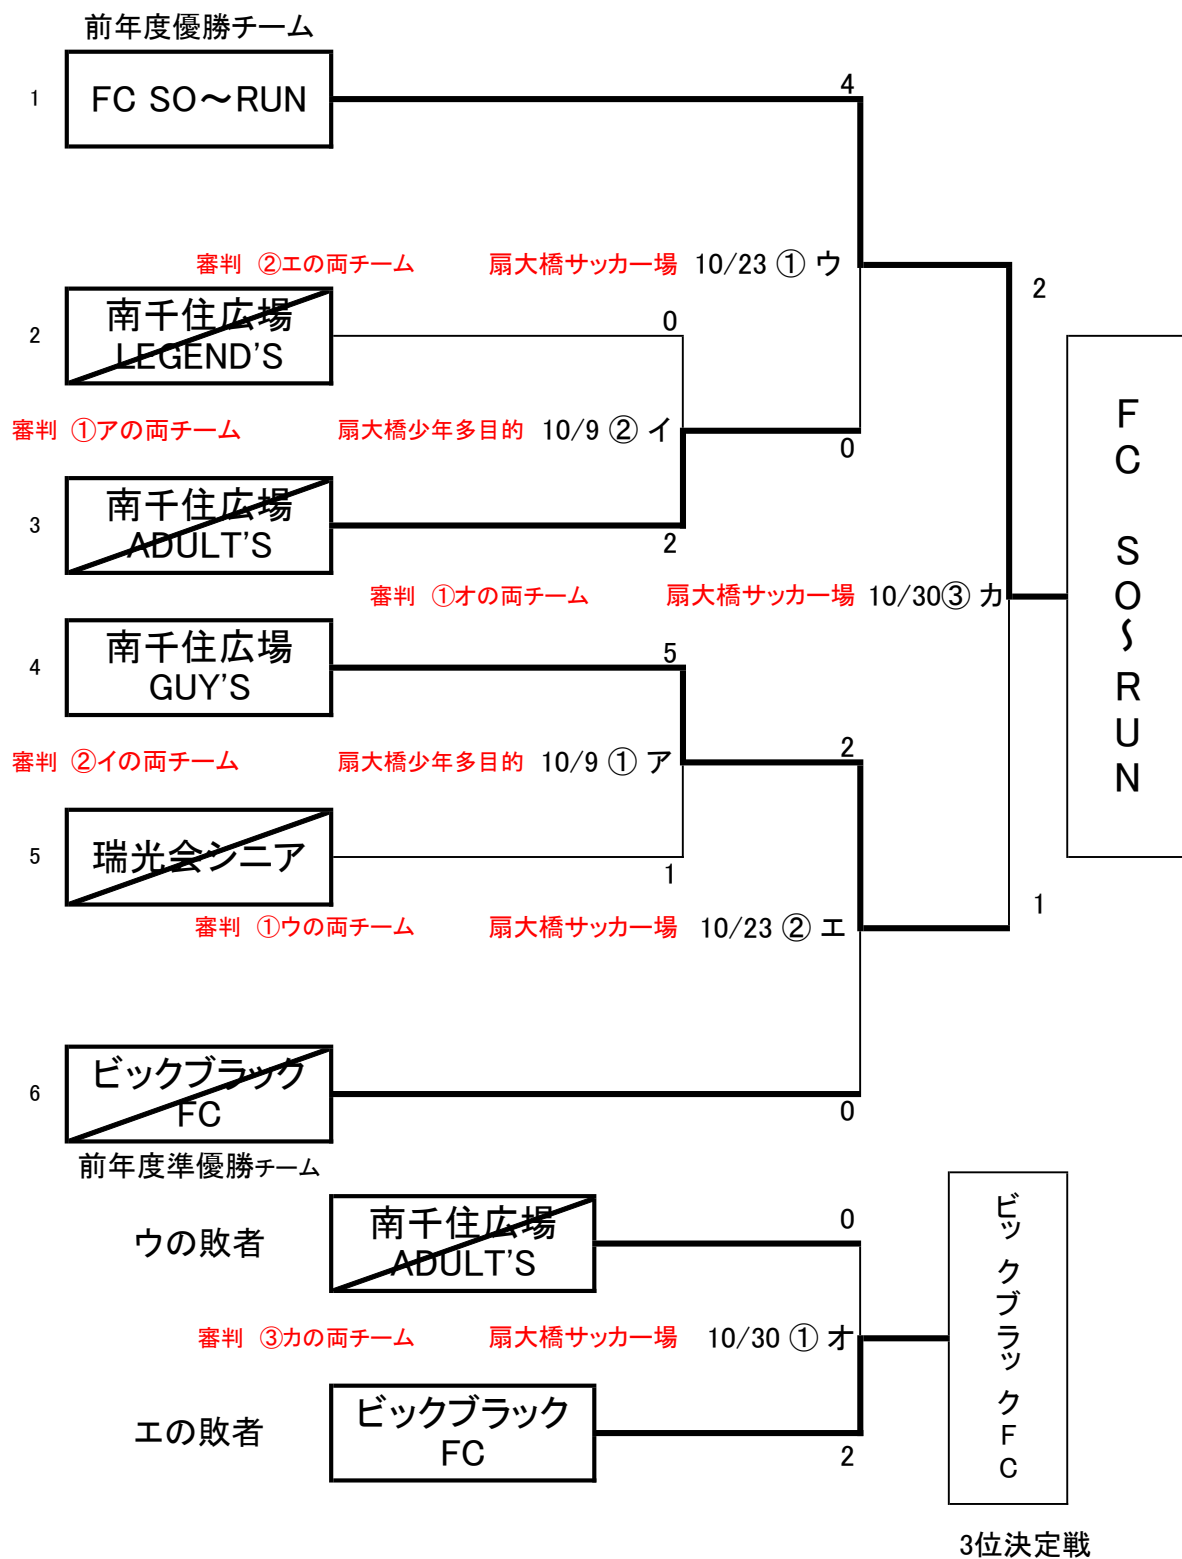 前年度優勝チーム
1
FC SO～RUN
4
審判 ②エの両チーム 扇大橋サッカー場 10/23 ① ウ
2
2
南千住広場
LEGEND'S
0
審判 ①アの両チーム 扇大橋少年多目的 10/9 ② イ
0
3
南千住広場
ADULT'S
2
審判 ①オの両チーム 扇大橋サッカー場 10/30③ カ
FC SO～RUN
4
南千住広場
GUY'S
5
審判 ②イの両チーム 扇大橋少年多目的 10/9 ① ア
2
5
瑞光会シニア
1
審判 ①ウの両チーム 扇大橋サッカー場 10/23 ② エ
1
6
ビックブラック
FC
0
前年度準優勝チーム
ウの敗者
南千住広場
ADULT'S
0
審判 ③カの両チーム 扇大橋サッカー場 10/30 ① オ
ビックブラックFC
エの敗者
ビックブラック
FC
2
3位決定戦